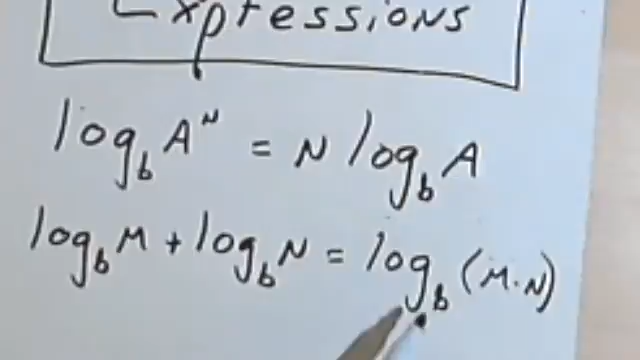 Expressions
log_b A^N = N log_b A
log_b M + log_b N = log_b (M·N)